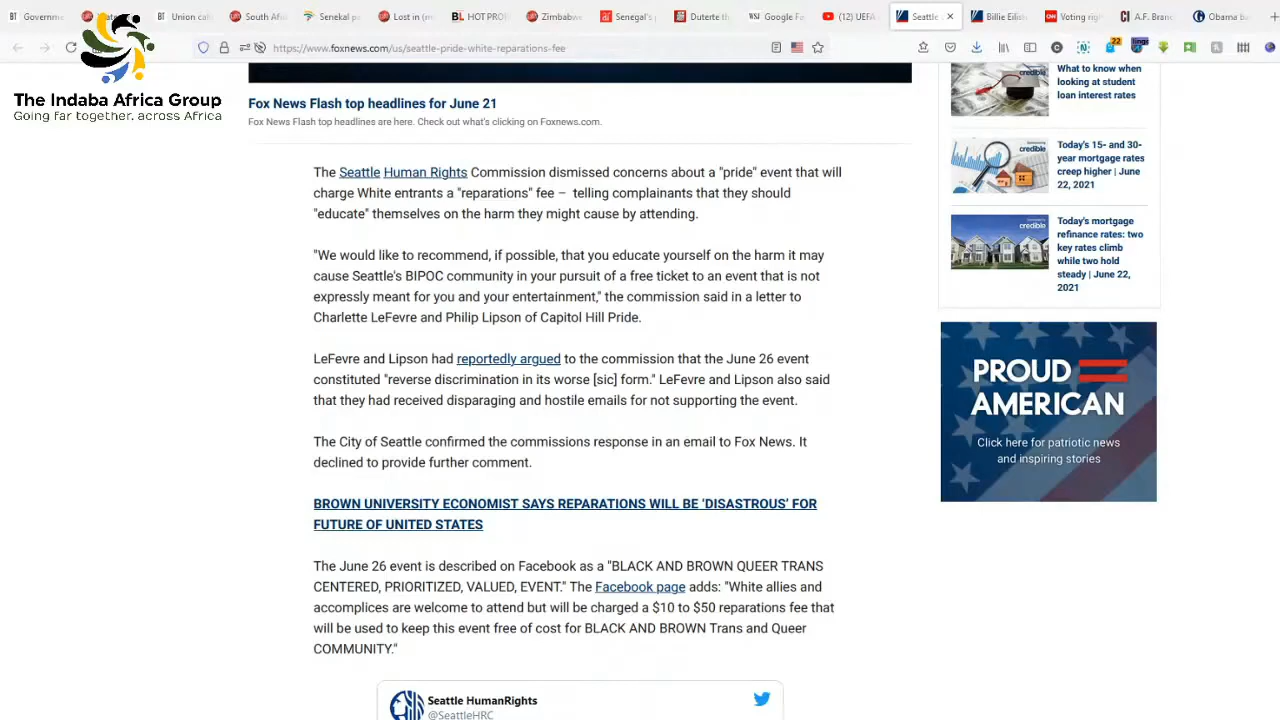 Governme
Union cal
South Afri
Senekal p
Lost in (m
HOT PRO
Zimbabwe
Senegal's
Duterte th
Google Fa
(12) UEFA
Seattle
Billie Eilis
Voting righ
A.F. Branc
Obama ba
https://www.foxnews.com/us/seattle-pride-white-reparations-fee
22
The Indaba Africa Group
Going far together. across Africa
Fox News Flash top headlines for June 21
Fox News Flash top headlines are here. Check out what's clicking on Foxnews.com.
The Seattle Human Rights Commission dismissed concerns about a "pride" event that will
charge White entrants a "reparations" fee – telling complainants that they should
"educate" themselves on the harm they might cause by attending.
"We would like to recommend, if possible, that you educate yourself on the harm it may
cause Seattle's BIPOC community in your pursuit of a free ticket to an event that is not
expressly meant for you and your entertainment," the commission said in a letter to
Charlette LeFevre and Philip Lipson of Capitol Hill Pride.
LeFevre and Lipson had reportedly argued to the commission that the June 26 event
constituted "reverse discrimination in its worse [sic] form." LeFevre and Lipson also said
that they had received disparaging and hostile emails for not supporting the event.
The City of Seattle confirmed the commissions response in an email to Fox News. It
declined to provide further comment.
BROWN UNIVERSITY ECONOMIST SAYS REPARATIONS WILL BE 'DISASTROUS' FOR
FUTURE OF UNITED STATES
The June 26 event is described on Facebook as a "BLACK AND BROWN QUEER TRANS
CENTERED, PRIORITIZED, VALUED, EVENT." The Facebook page adds: "White allies and
accomplices are welcome to attend but will be charged a $10 to $50 reparations fee that
will be used to keep this event free of cost for BLACK AND BROWN Trans and Queer
COMMUNITY."
Seattle HumanRights
@SeattleHRC
credible
What to know when
looking at student
loan interest rates
credible
Today's 15- and 30-
year mortgage rates
creep higher | June
22, 2021
credible
Today's mortgage
refinance rates: two
key rates climb
while two hold
steady | June 22,
2021
PROUD
AMERICAN
Click here for patriotic news
and inspiring stories